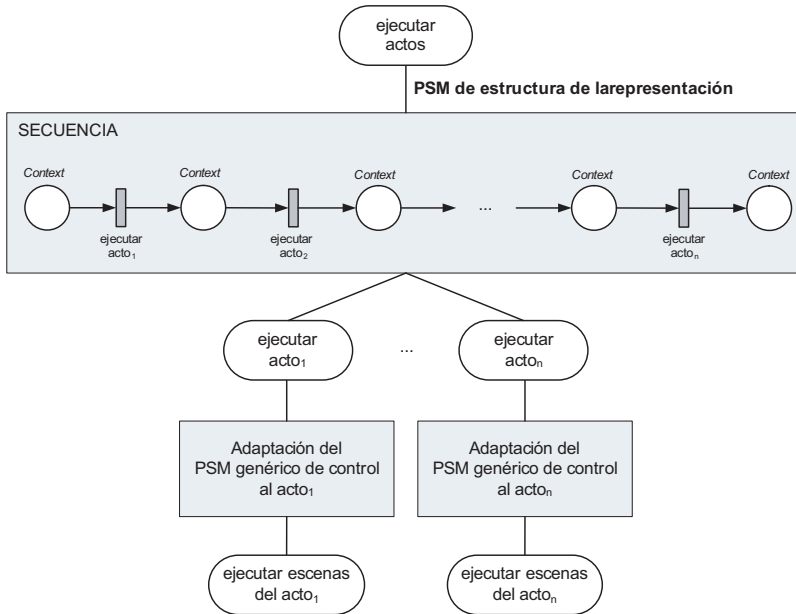 ejecutar
actos
PSM de estructura de larepresentación
SECUENCIA
Context
Context
Context
Context
Context
...
ejecutar
acto₁
ejecutar
acto₂
ejecutar
actoₙ
ejecutar
acto₁
...
ejecutar
actoₙ
Adaptación del
PSM genérico de control
al acto₁
Adaptación del
PSM genérico de control
al actoₙ
ejecutar escenas
del acto₁
ejecutar escenas
del actoₙ